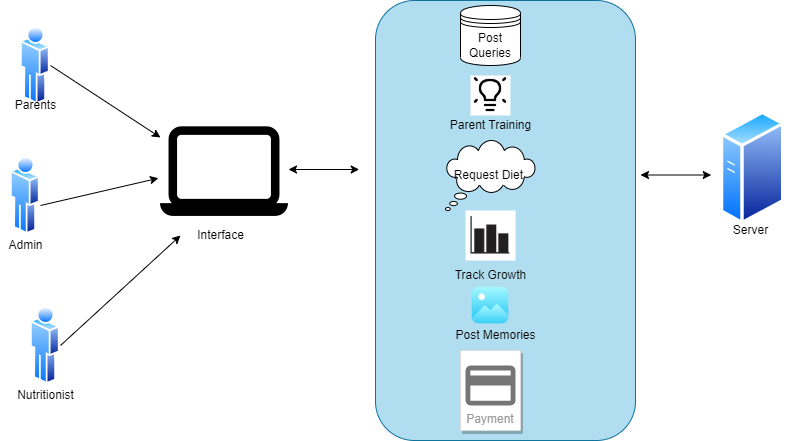 Parents
Admin
Nutritionist
Interface
Post
Queries
Parent Training
Request Diet
Track Growth
Post Memories
Payment
Server